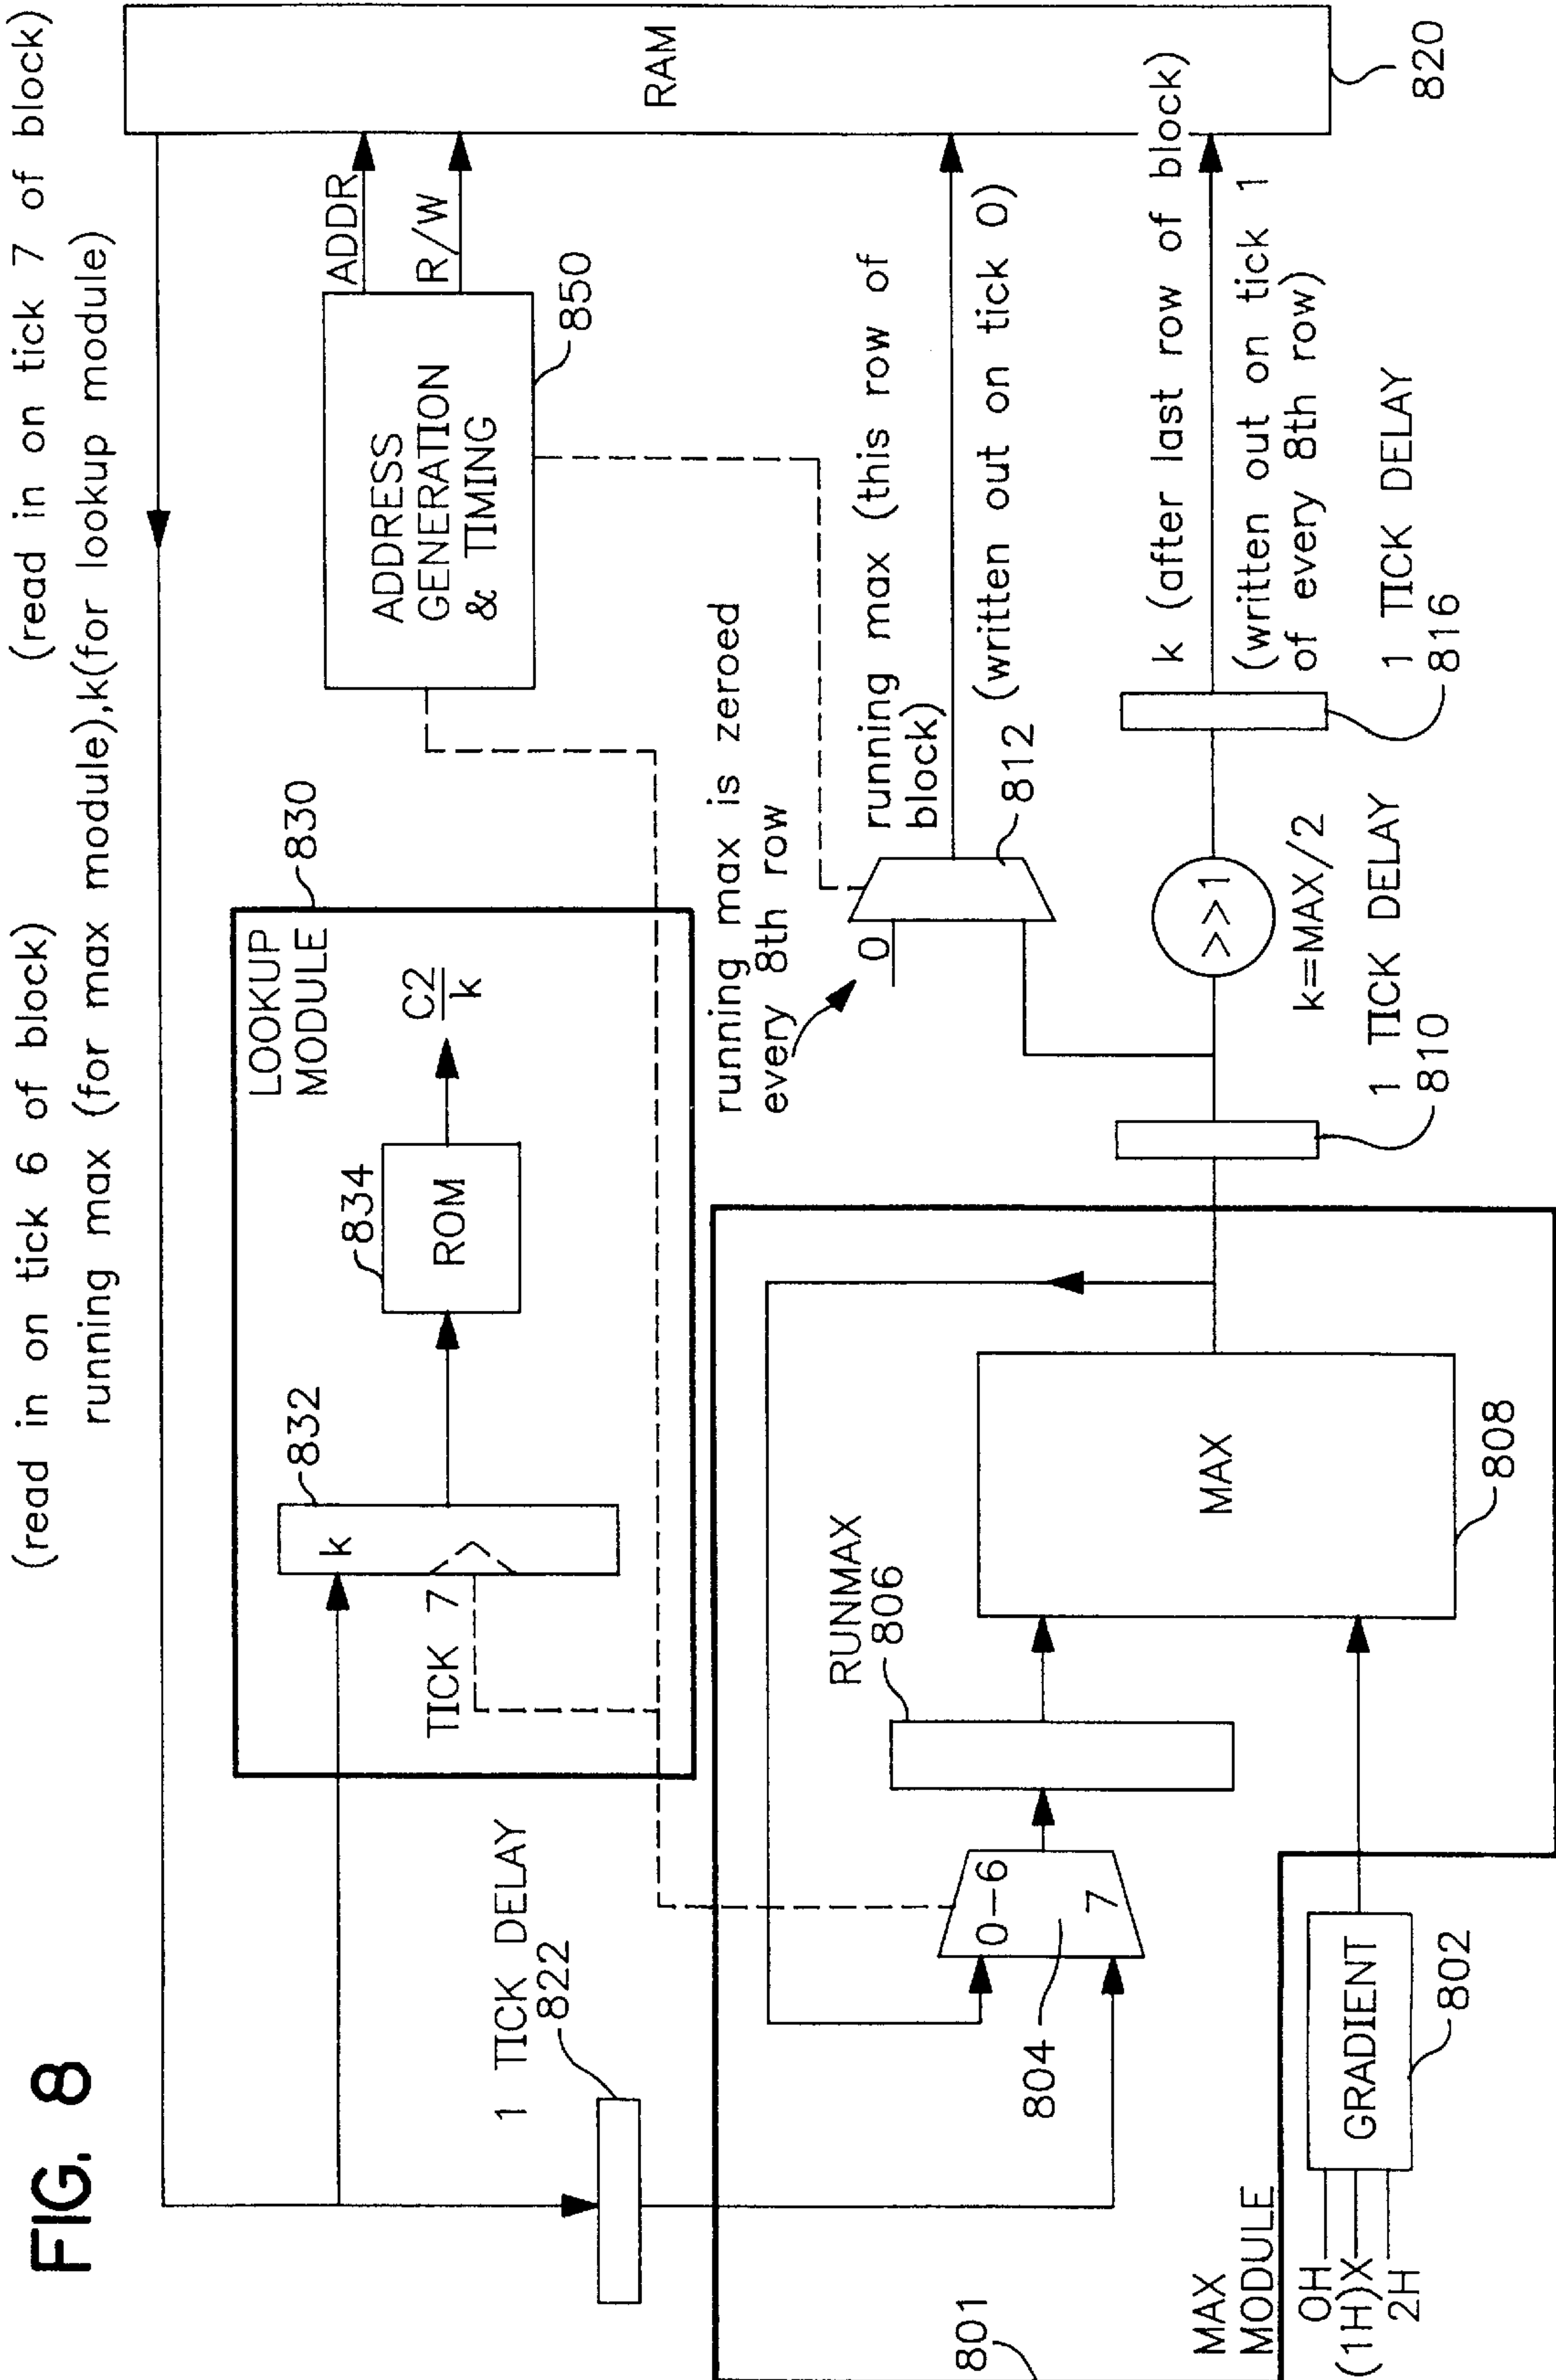 FIG. 8
(read in on tick 6 of block)
(read in on tick 7 of block)
running max (for max module),k(for lookup module)
LOOKUP
MODULE
830
832
k
TICK 7
834
ROM
C2
k
ADDRESS
GENERATION
& TIMING
850
ADDR
R/W
RAM
820
1 TICK DELAY
822
running max is zeroed
every 8th row
0
812
running max (this row of
block)
(written out on tick 0)
RUNMAX
806
0-6
7
804
MAX
808
1 TICK DELAY
810
>>1
k=MAX/2
k (after last row of block)
(written out on tick 1
of every 8th row)
1 TICK DELAY
816
801
MAX
MODULE
0H
(1H)X
2H
GRADIENT
802